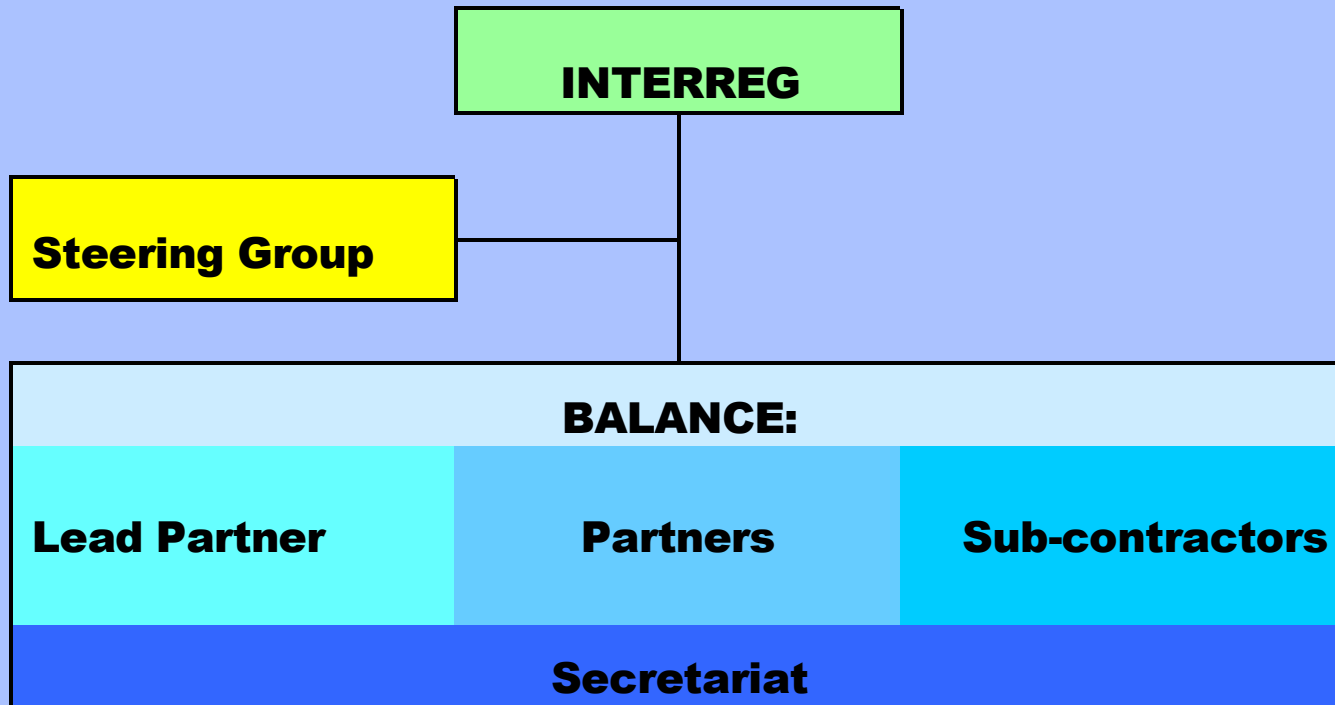 INTERREG
Steering Group
BALANCE:
Lead Partner
Partners
Sub-contractors
Secretariat